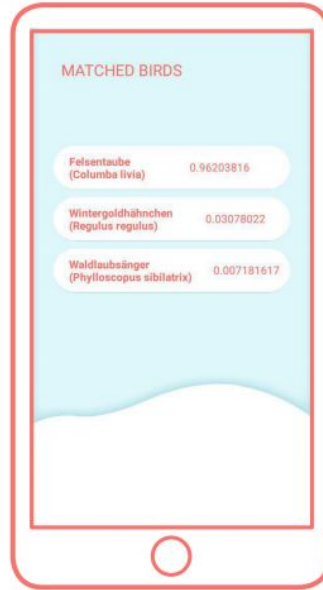 MATCHED BIRDS
Felsentaube
(Columba livia)
0.96203816
Wintergoldhähnchen
(Regulus regulus)
0.03078022
Waldlaubsänger
(Phylloscopus sibilatrix)
0.007181617